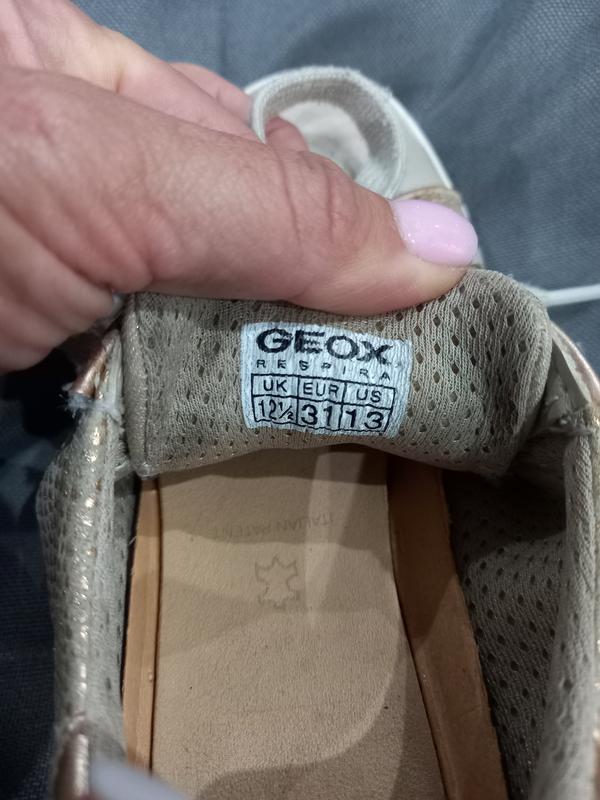 GEOX
RESPIRA
UK EUR US
12½ 31 13
ITALIAN PATENT